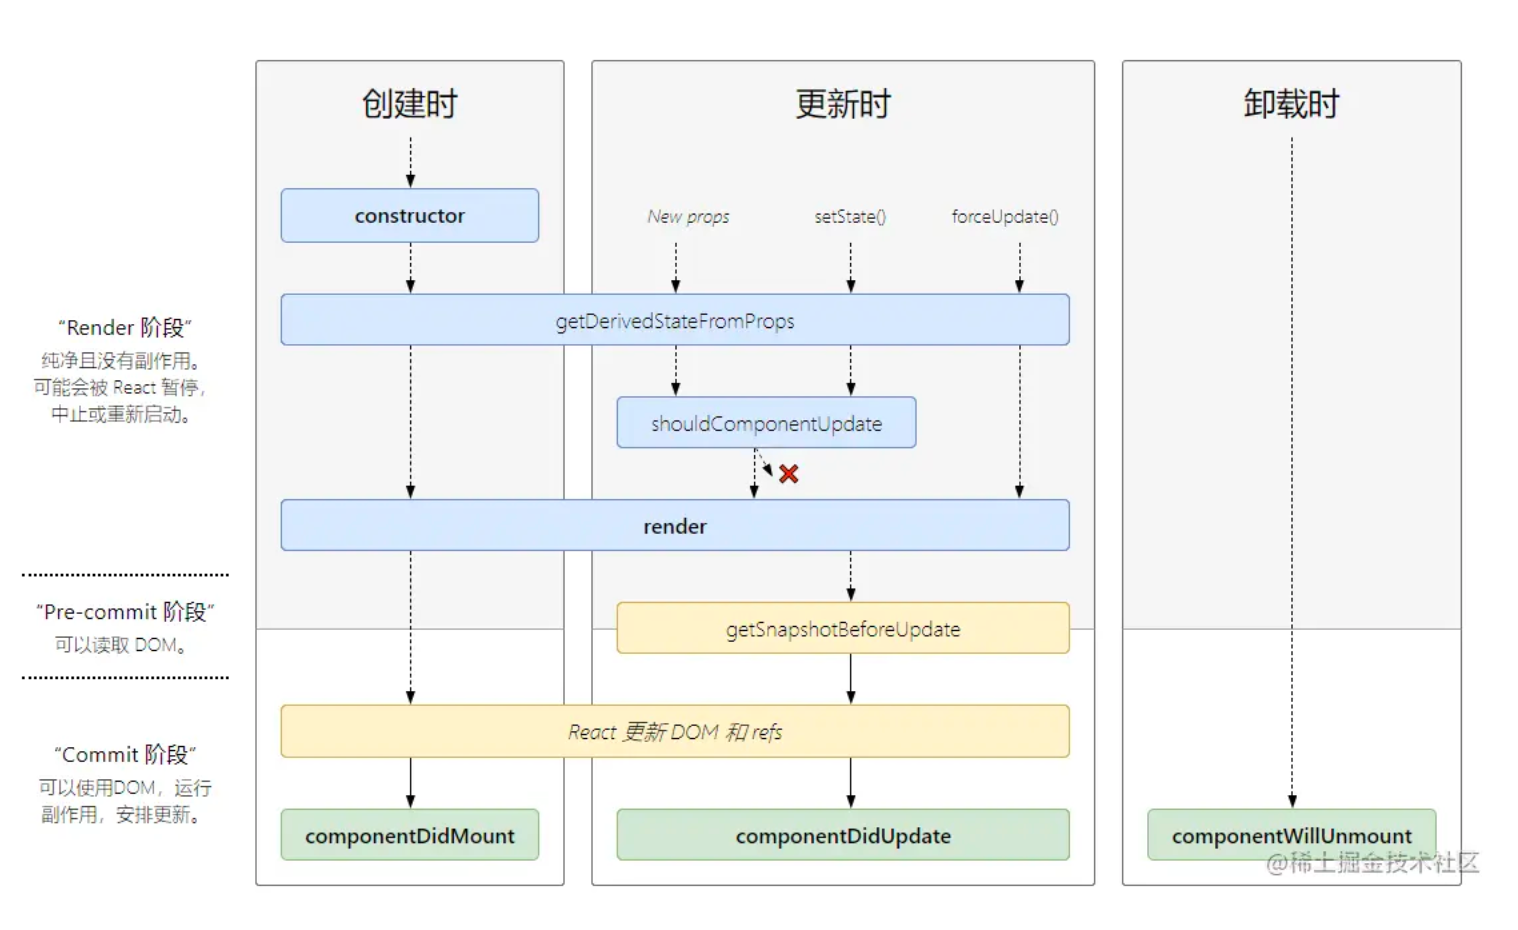 创建时
更新时
卸载时
constructor
New props
setState()
forceUpdate()
getDerivedStateFromProps
“Render 阶段”
纯净且没有副作用。
可能会被 React 暂停，
中止或重新启动。
shouldComponentUpdate
render
“Pre-commit 阶段”
可以读取 DOM。
getSnapshotBeforeUpdate
React 更新 DOM 和 refs
“Commit 阶段”
可以使用DOM，运行
副作用，安排更新。
componentDidMount
componentDidUpdate
componentWillUnmount
@稀土掘金技术社区